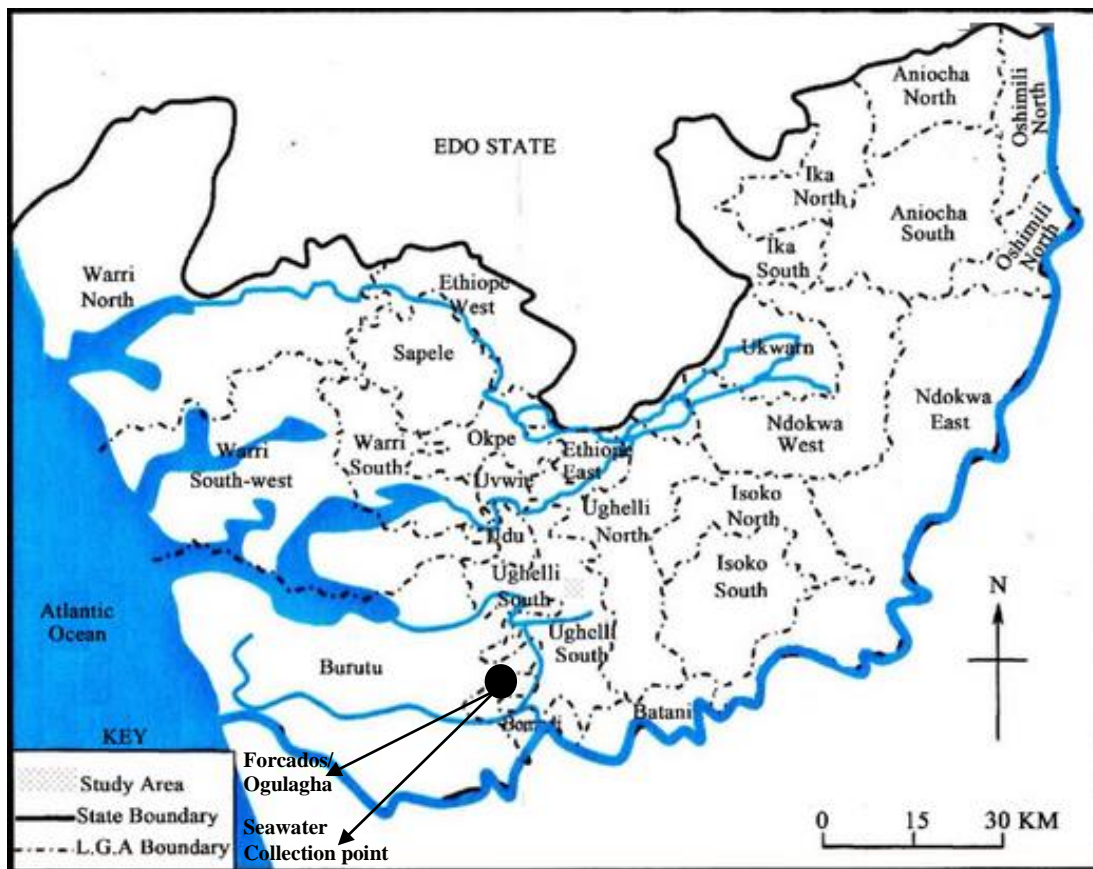 EDO STATE
Aniocha
North
Oshimili
North
Ika
North
Aniocha
South
Oshimili
North
Ika
South
Warri
North
Ethiope
West
Sapele
Ukwarn
Ndokwa
East
Ndokwa
West
Okpe
Warri
South
Ethiope
East
Warri
South-west
Uvwie
Ughelli
North
Isoko
North
Udu
Isoko
South
Ughelli
South
N
Atlantic
Ocean
Ughelli
South
Burutu
Batani
KEY
Study Area
State Boundary
L.G.A Boundary
Forcados/
Ogulagha
Seawater
Collection point
0 15 30 KM